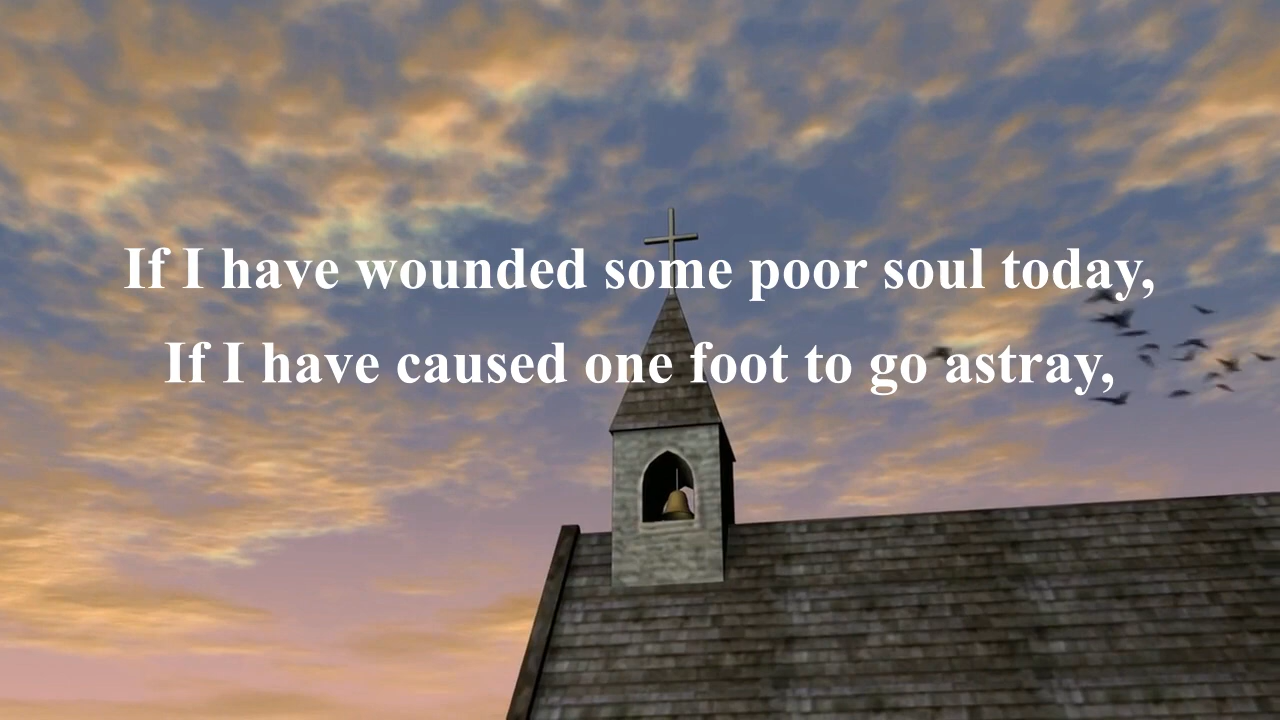 If I have wounded some poor soul today,
If I have caused one foot to go astray,